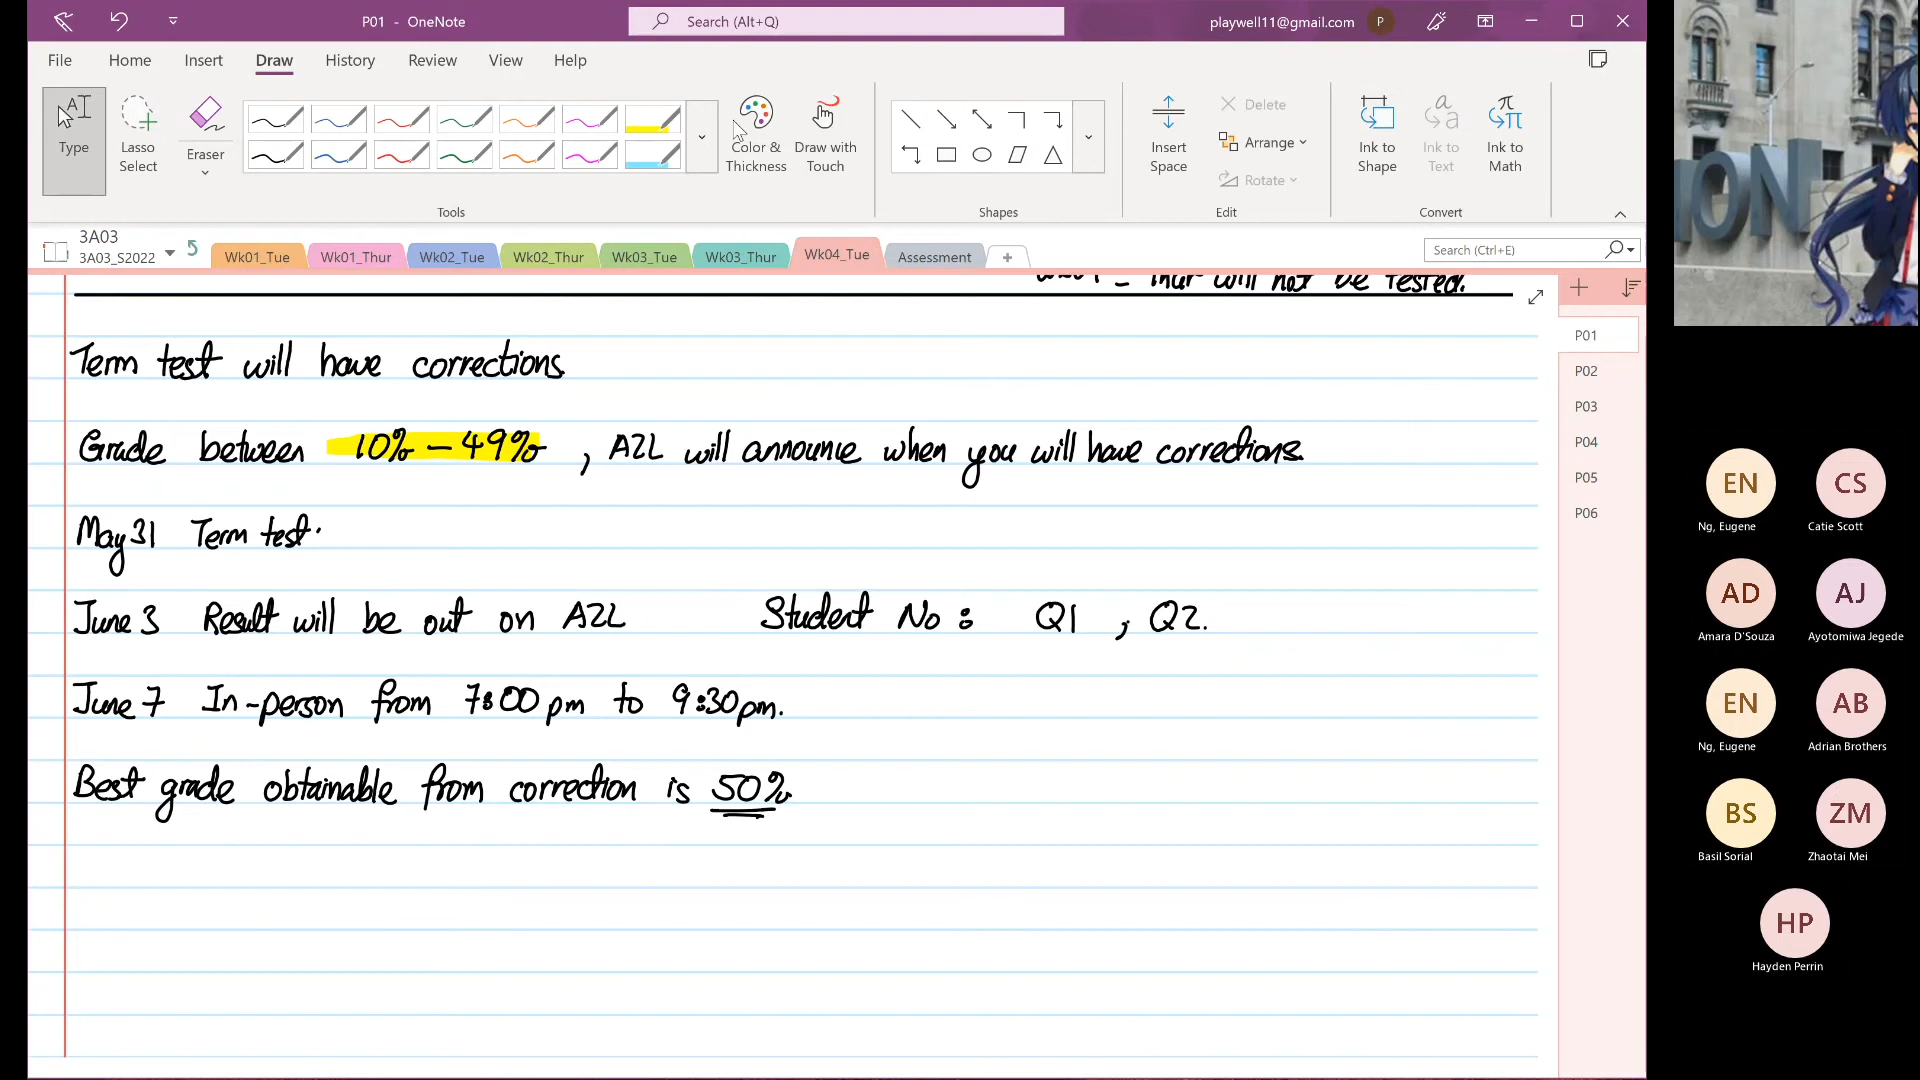 P01 - OneNote
Search (Alt+Q)
playwell11@gmail.com
P
File
Home
Insert
Draw
History
Review
View
Help
Type
Lasso Select
Eraser
Color & Thickness
Draw with Touch
Insert Space
Delete
Arrange
Rotate
Ink to Shape
Ink to Text
Ink to Math
Tools
Shapes
Edit
Convert
3A03
3A03_S2022
Wk01_Tue
Wk01_Thur
Wk02_Tue
Wk02_Thur
Wk03_Tue
Wk03_Thur
Wk04_Tue
Assessment
Search (Ctrl+E)
- Thur will not be tested.
Term test will have corrections.
Grade between 10% - 49%, A2L will announce when you will have corrections.
May 31 Term test.
June 3 Result will be out on A2L Student No: Q1, Q2.
June 7 In-person from 7:00 pm to 9:30pm.
Best grade obtainable from correction is 50%.
P01
P02
P03
P04
P05
P06
ION
EN
Ng, Eugene
CS
Catie Scott
AD
Amara D'Souza
AJ
Ayotomiwa Jegede
EN
Ng, Eugene
AB
Adrian Brothers
BS
Basil Sorial
ZM
Zhaotai Mei
HP
Hayden Perrin